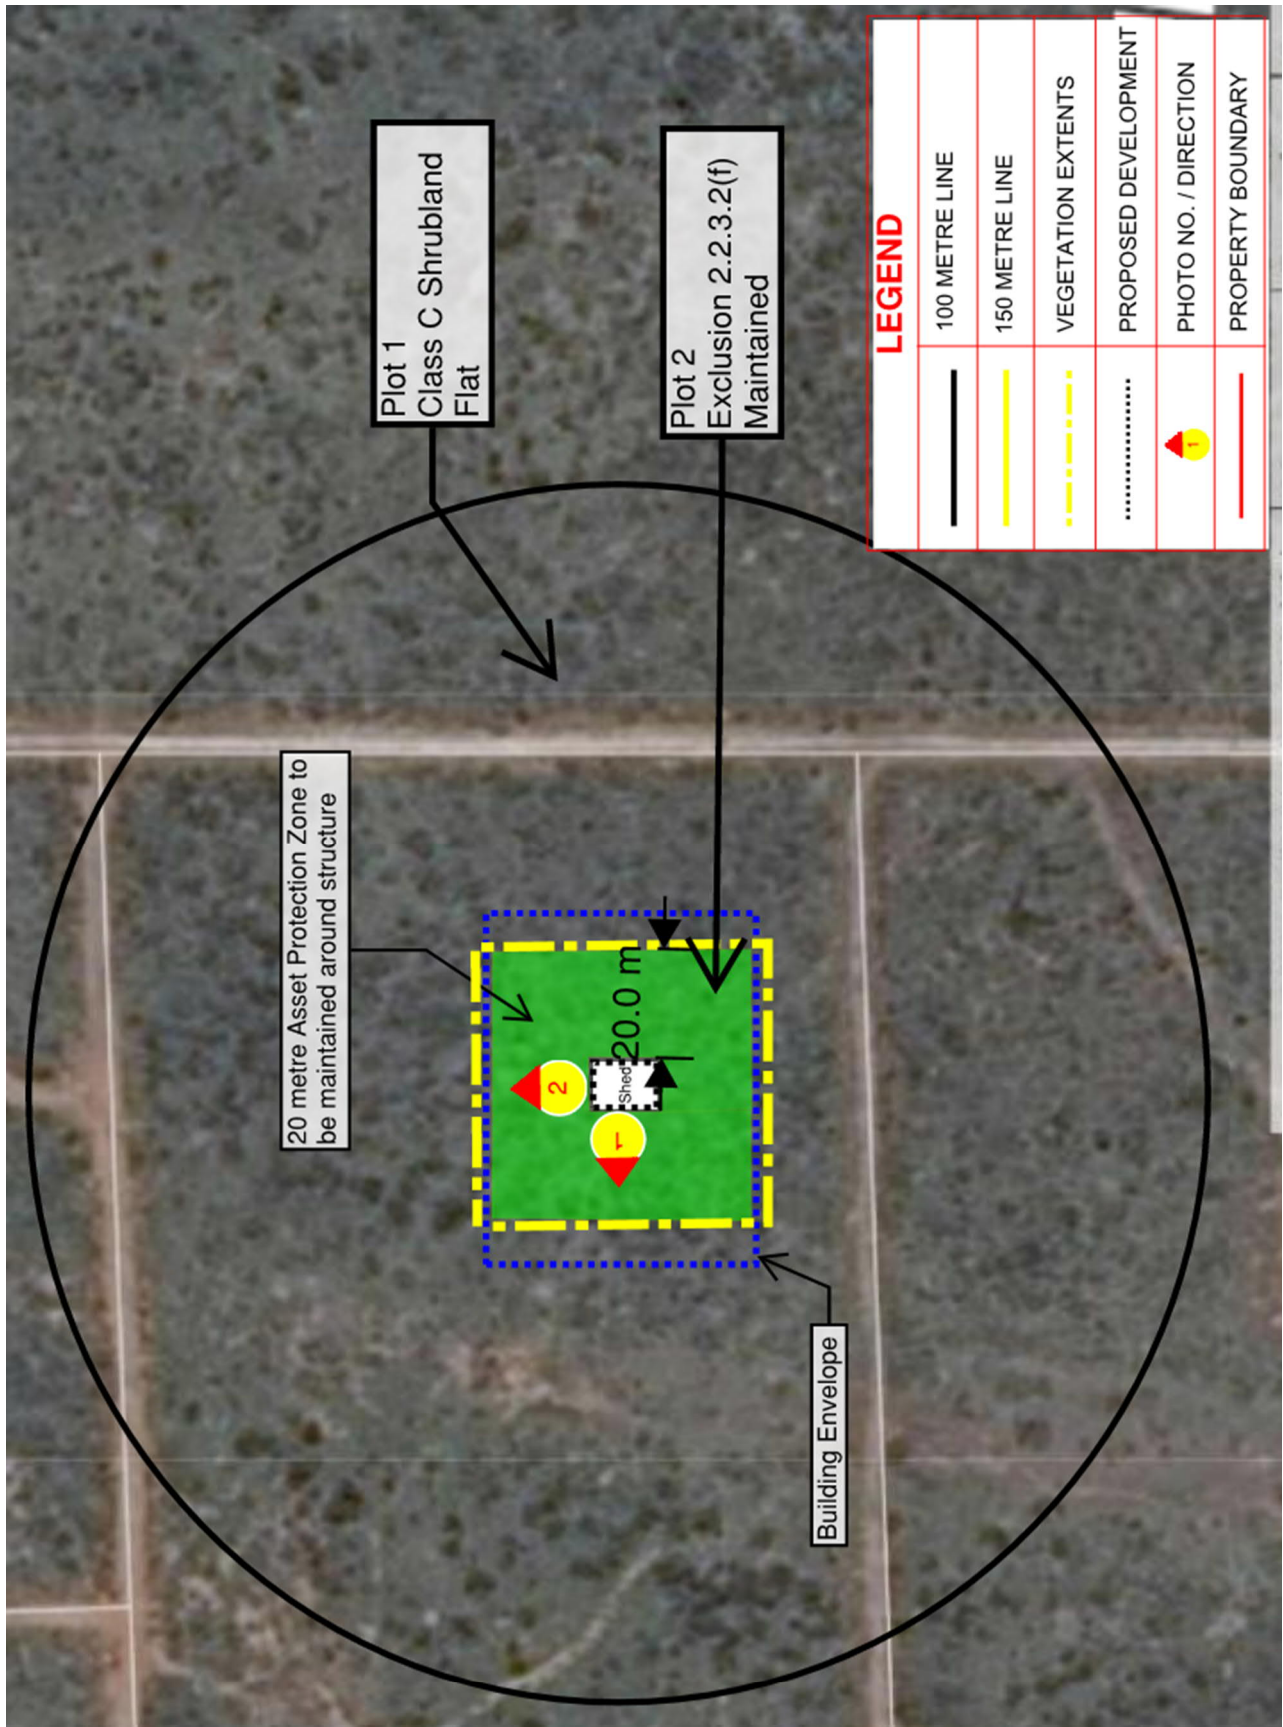 Plot 1
Class C Shrubland
Flat
Plot 2
Exclusion 2.2.3.2(f)
Maintained
20 metre Asset Protection Zone to
be maintained around structure
20.0 m
Shed
2
1
Building Envelope
LEGEND
100 METRE LINE
150 METRE LINE
VEGETATION EXTENTS
PROPOSED DEVELOPMENT
1
PHOTO NO. / DIRECTION
PROPERTY BOUNDARY